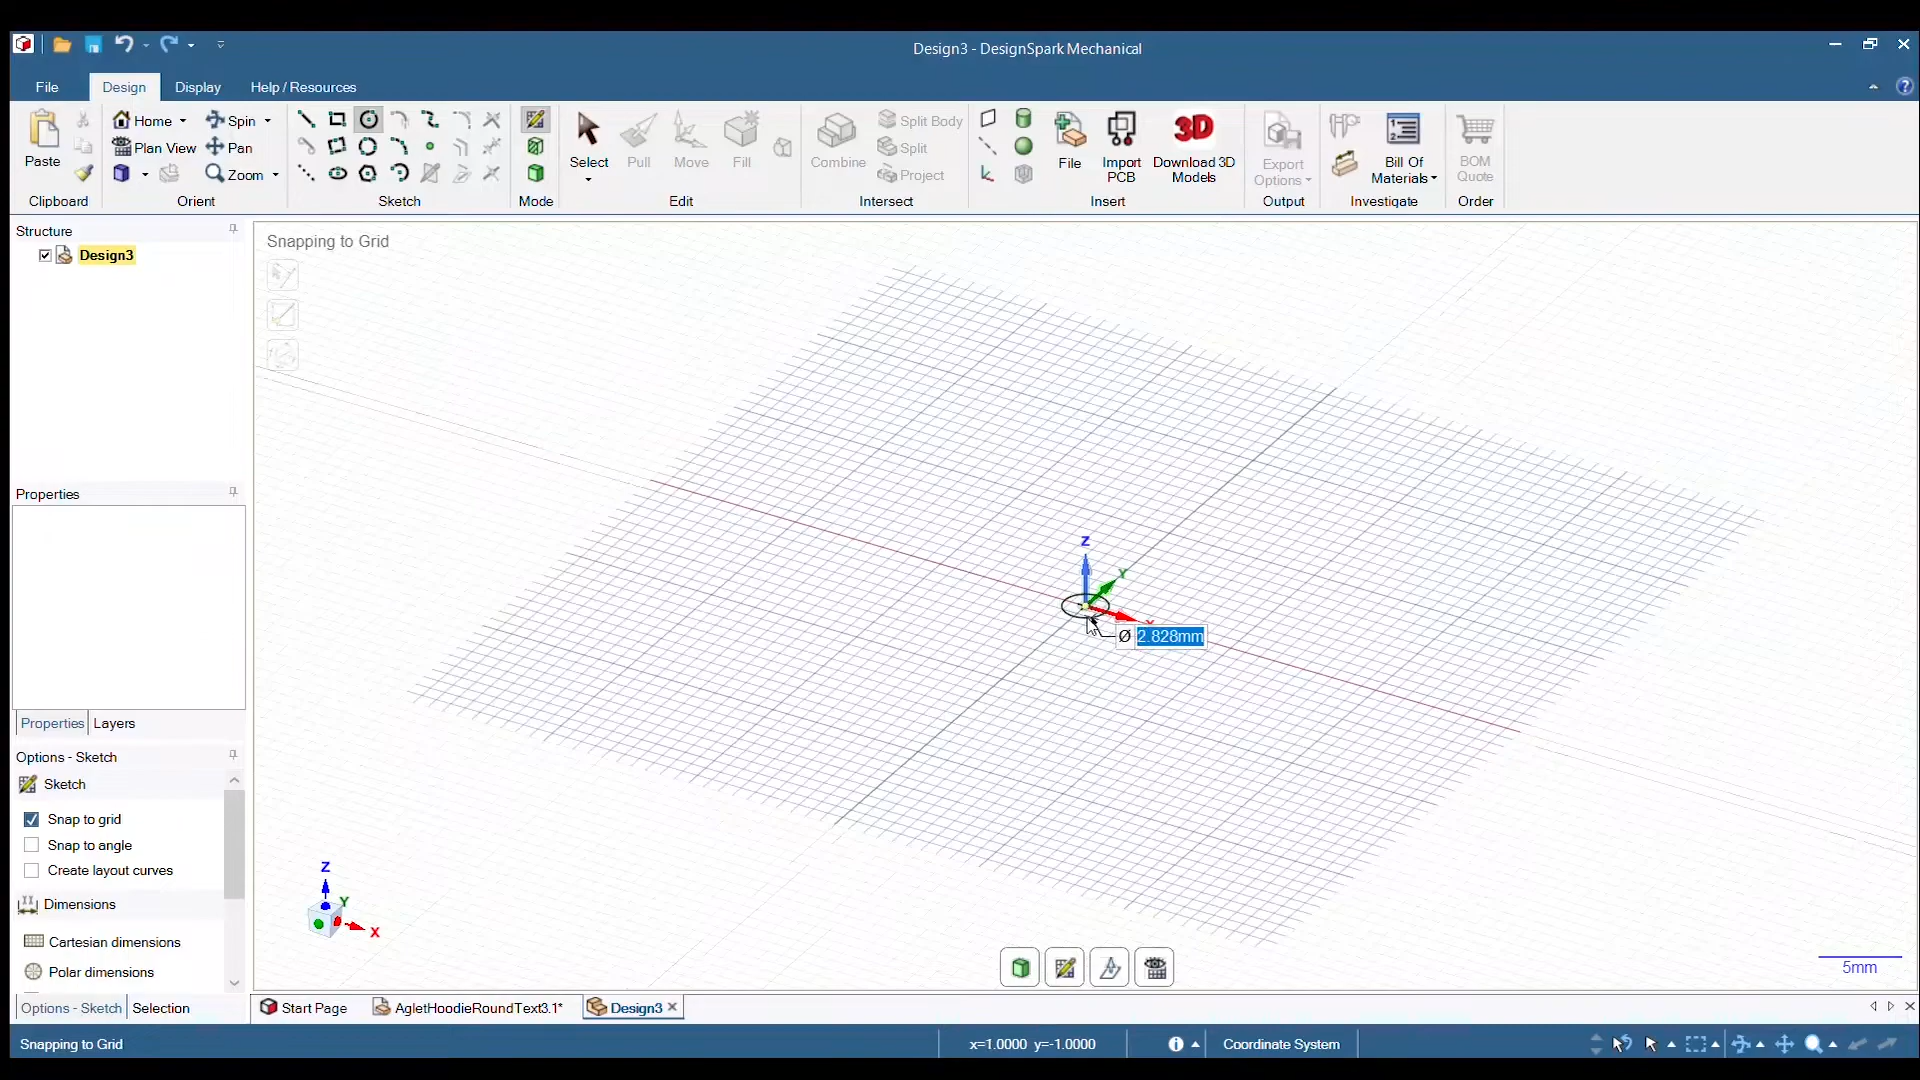 Design3 - DesignSpark Mechanical
File Design Display Help / Resources
Paste
Home Spin
Plan View Pan
Zoom
Select Pull Move Fill
Combine
Split Body
Split
Project
File
Import PCB
Download 3D Models
3D
Export Options
Bill Of Materials
BOM Quote
Clipboard Orient Sketch Mode Edit Intersect Insert Output Investigate Order
Structure
Design3
Snapping to Grid
Properties
Z
Y
X
Ø 2.828mm
Properties Layers
Options - Sketch
Sketch
Snap to grid
Snap to angle
Create layout curves
Dimensions
Cartesian dimensions
Polar dimensions
Z
Y
X
5mm
Options - Sketch Selection
Start Page AgletHoodieRoundText3.1* Design3
Snapping to Grid x=1.0000 y=-1.0000 Coordinate System